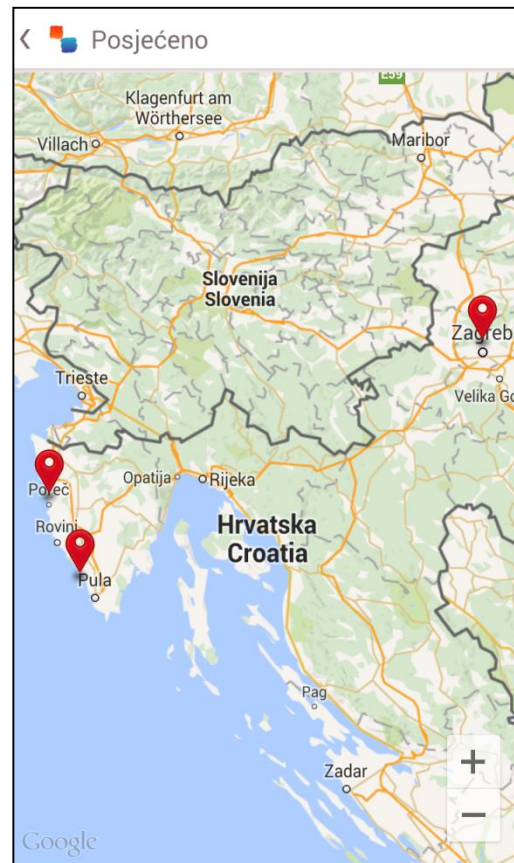 Posjećeno
E59
Klagenfurt am
Wörthersee
Villach
Maribor
Slovenija
Slovenia
Zagreb
Trieste
Velika Go
Poreč
Opatija
Rijeka
Rovinj
Hrvatska
Croatia
Pula
Pag
+
Zadar
−
Google